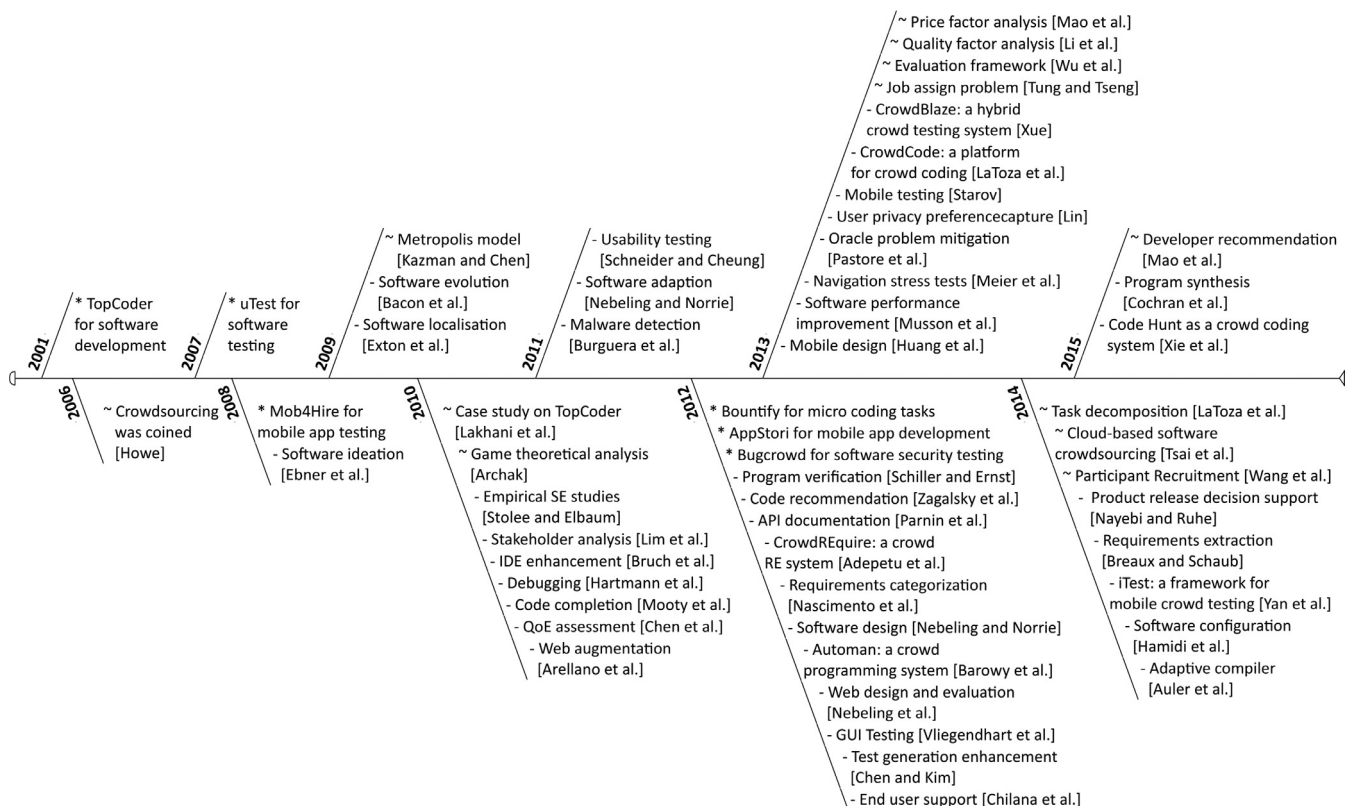 2001
* TopCoder
for software
development
2006
~ Crowdsourcing
was coined
[Howe]
2007
* uTest for
software
testing
2008
* Mob4Hire for
mobile app testing
- Software ideation
[Ebner et al.]
2009
~ Metropolis model
[Kazman and Chen]
- Software evolution
[Bacon et al.]
- Software localisation
[Exton et al.]
2010
~ Case study on TopCoder
[Lakhani et al.]
~ Game theoretical analysis
[Archak]
- Empirical SE studies
[Stolee and Elbaum]
- Stakeholder analysis [Lim et al.]
- IDE enhancement [Bruch et al.]
- Debugging [Hartmann et al.]
- Code completion [Mooty et al.]
- QoE assessment [Chen et al.]
- Web augmentation
[Arellano et al.]
2011
- Usability testing
[Schneider and Cheung]
- Software adaption
[Nebeling and Norrie]
- Malware detection
[Burguera et al.]
2012
* Bountify for micro coding tasks
* AppStori for mobile app development
* Bugcrowd for software security testing
- Program verification [Schiller and Ernst]
- Code recommendation [Zagalsky et al.]
- API documentation [Parnin et al.]
- CrowdREquire: a crowd
RE system [Adepetu et al.]
- Requirements categorization
[Nascimento et al.]
- Software design [Nebeling and Norrie]
- Automan: a crowd
programming system [Barowy et al.]
- Web design and evaluation
[Nebeling et al.]
- GUI Testing [Vliegendhart et al.]
- Test generation enhancement
[Chen and Kim]
- End user support [Chilana et al.]
2013
~ Price factor analysis [Mao et al.]
~ Quality factor analysis [Li et al.]
~ Evaluation framework [Wu et al.]
~ Job assign problem [Tung and Tseng]
- CrowdBlaze: a hybrid
crowd testing system [Xue]
- CrowdCode: a platform
for crowd coding [LaToza et al.]
- Mobile testing [Starov]
- User privacy preferencecapture [Lin]
- Oracle problem mitigation
[Pastore et al.]
- Navigation stress tests [Meier et al.]
- Software performance
improvement [Musson et al.]
- Mobile design [Huang et al.]
2014
~ Task decomposition [LaToza et al.]
~ Cloud-based software
crowdsourcing [Tsai et al.]
~ Participant Recruitment [Wang et al.]
- Product release decision support
[Nayebi and Ruhe]
- Requirements extraction
[Breaux and Schaub]
- iTest: a framework for
mobile crowd testing [Yan et al.]
- Software configuration
[Hamidi et al.]
- Adaptive compiler
[Auler et al.]
2015
~ Developer recommendation
[Mao et al.]
- Program synthesis
[Cochran et al.]
- Code Hunt as a crowd coding
system [Xie et al.]